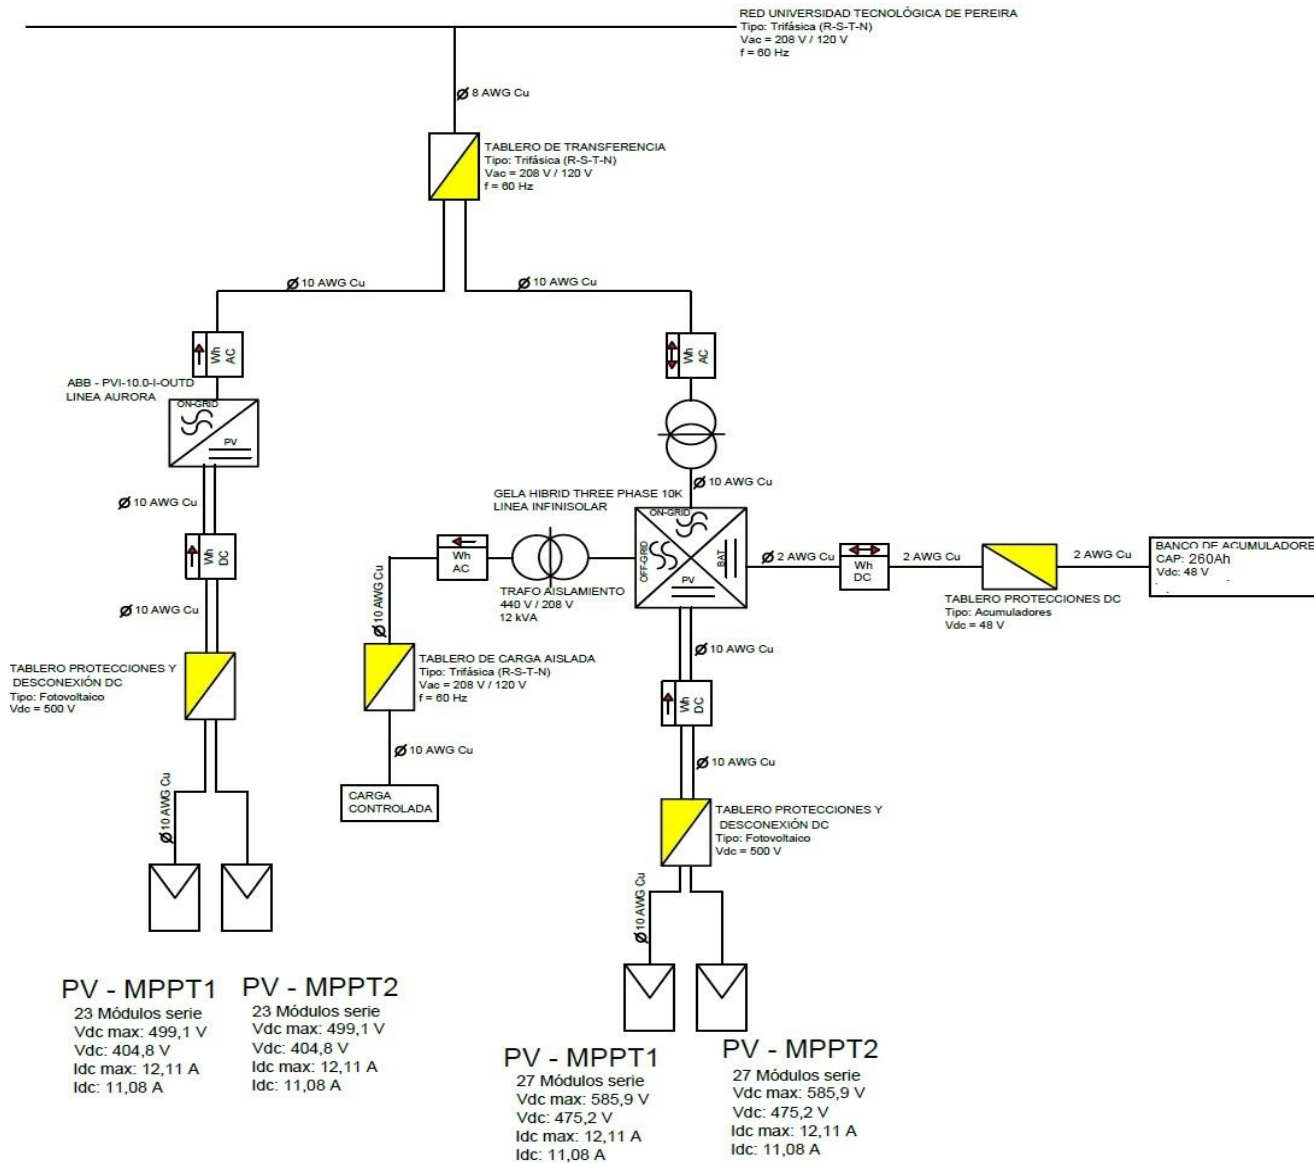 RED UNIVERSIDAD TECNOLÓGICA DE PEREIRA
Tipo: Trifásica (R-S-T-N)
Vac = 208 V / 120 V
f = 60 Hz
Ø 8 AWG Cu
TABLERO DE TRANSFERENCIA
Tipo: Trifásica (R-S-T-N)
Vac = 208 V / 120 V
f = 60 Hz
Ø 10 AWG Cu
Ø 10 AWG Cu
Wh
AC
Wh
AC
ABB - PVI-10.0-I-OUTD
LINEA AURORA
ON-GRID
PV
Ø 10 AWG Cu
Wh
DC
Ø 10 AWG Cu
TABLERO PROTECCIONES Y
DESCONEXIÓN DC
Tipo: Fotovoltaico
Vdc = 500 V
Ø 10 AWG Cu
PV - MPPT1
23 Módulos serie
Vdc max: 499,1 V
Vdc: 404,8 V
Idc max: 12,11 A
Idc: 11,08 A
PV - MPPT2
23 Módulos serie
Vdc max: 499,1 V
Vdc: 404,8 V
Idc max: 12,11 A
Idc: 11,08 A
Ø 10 AWG Cu
GELA HIBRID THREE PHASE 10K
LINEA INFINISOLAR
ON-GRID
OFF-GRID
BAT
PV
Wh
AC
TRAFO AISLAMIENTO
440 V / 208 V
12 kVA
Ø 10 AWG Cu
TABLERO DE CARGA AISLADA
Tipo: Trifásica (R-S-T-N)
Vac = 208 V / 120 V
f = 60 Hz
Ø 10 AWG Cu
CARGA
CONTROLADA
Ø 2 AWG Cu
Wh
DC
2 AWG Cu
TABLERO PROTECCIONES DC
Tipo: Acumuladores
Vdc = 48 V
2 AWG Cu
BANCO DE ACUMULADORE
CAP: 260Ah
Vdc: 48 V
Ø 10 AWG Cu
Wh
DC
Ø 10 AWG Cu
TABLERO PROTECCIONES Y
DESCONEXIÓN DC
Tipo: Fotovoltaico
Vdc = 500 V
Ø 10 AWG Cu
PV - MPPT1
27 Módulos serie
Vdc max: 585,9 V
Vdc: 475,2 V
Idc max: 12,11 A
Idc: 11,08 A
PV - MPPT2
27 Módulos serie
Vdc max: 585,9 V
Vdc: 475,2 V
Idc max: 12,11 A
Idc: 11,08 A